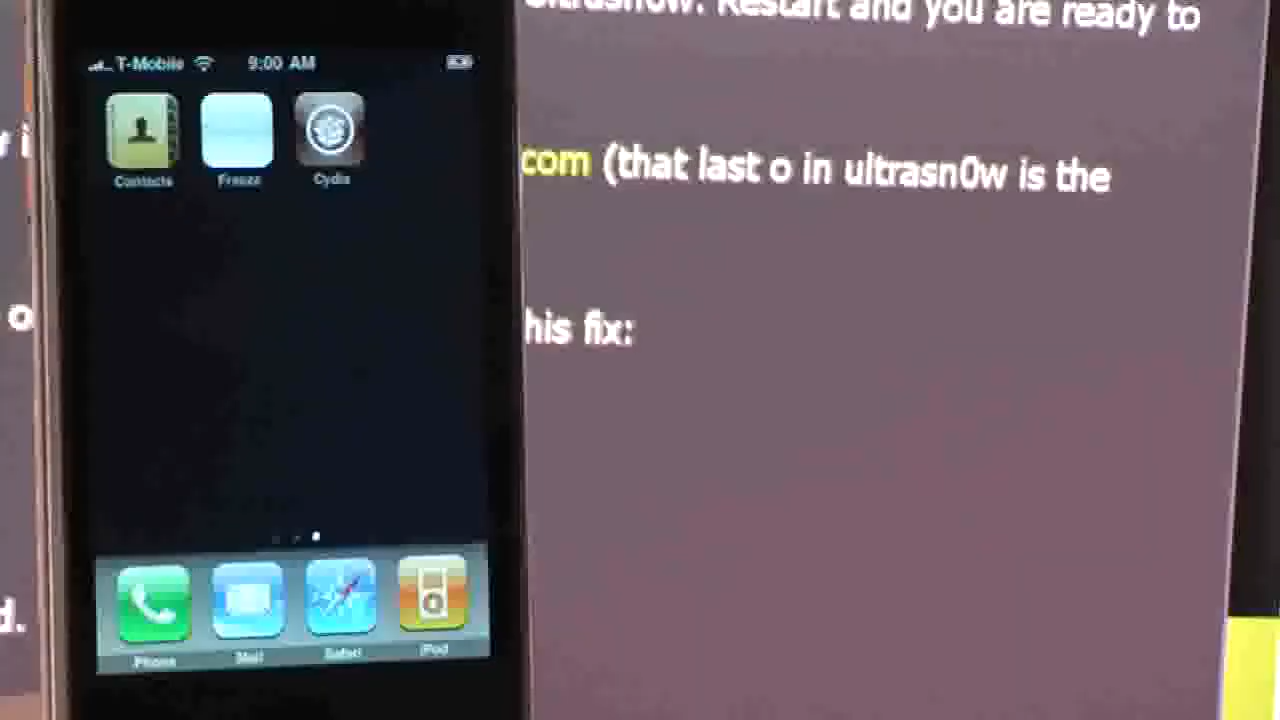 ultrasn0w. Restart and you are ready to
T-Mobile 9:00 AM
Contacts Freeze Cydia
com (that last o in ultrasn0w is the
o
his fix:
d.
Phone Mail Safari iPod